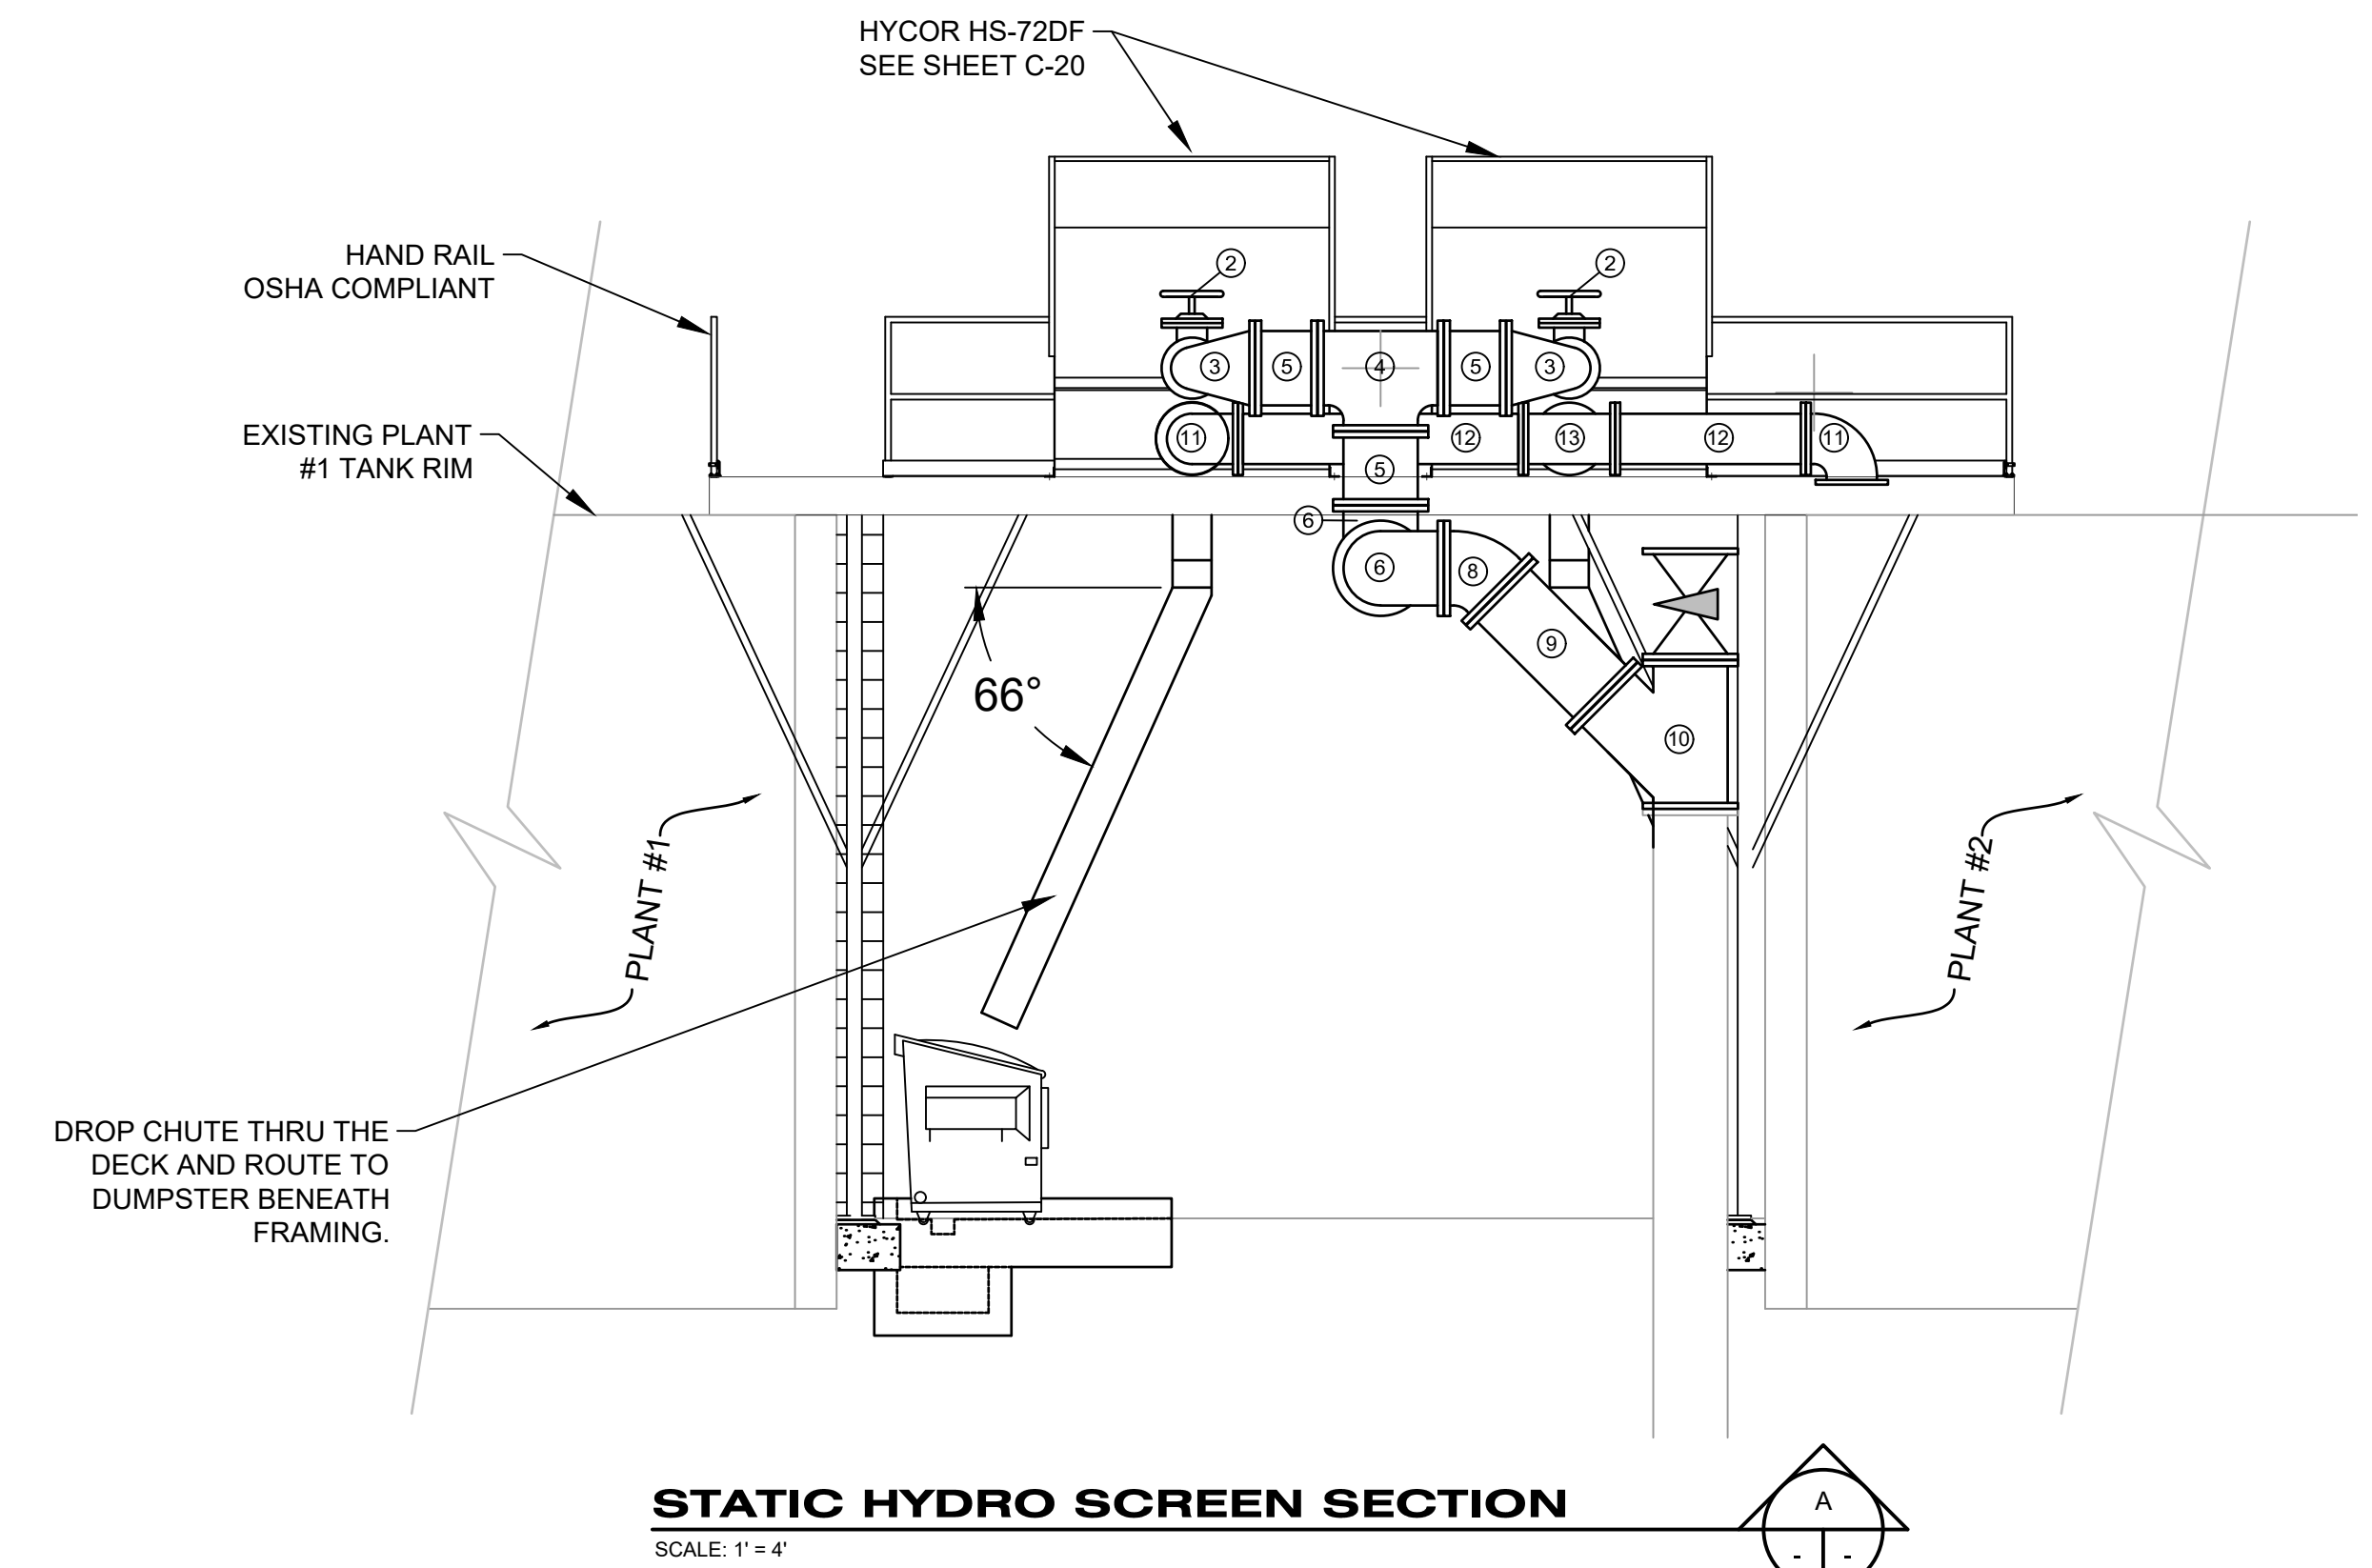 HYCOR HS-72DF
SEE SHEET C-20
HAND RAIL
OSHA COMPLIANT
2
2
3
5
4
5
3
EXISTING PLANT
#1 TANK RIM
11
12
13
12
11
5
6
6
8
9
66°
10
PLANT #1
PLANT #2
DROP CHUTE THRU THE
DECK AND ROUTE TO
DUMPSTER BENEATH
FRAMING.
STATIC HYDRO SCREEN SECTION
SCALE: 1' = 4'
A
- -